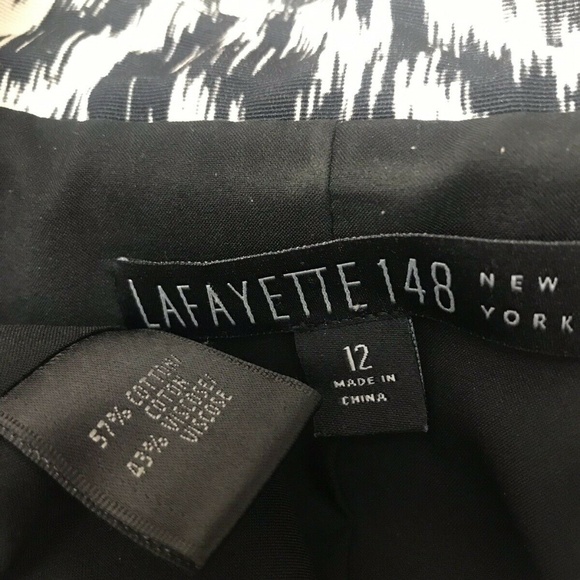 LAFAYETTE 148 NEW
YORK
12
MADE IN
CHINA
57% COTTON/
COTON
43% VISCOSE/
VISCOSE